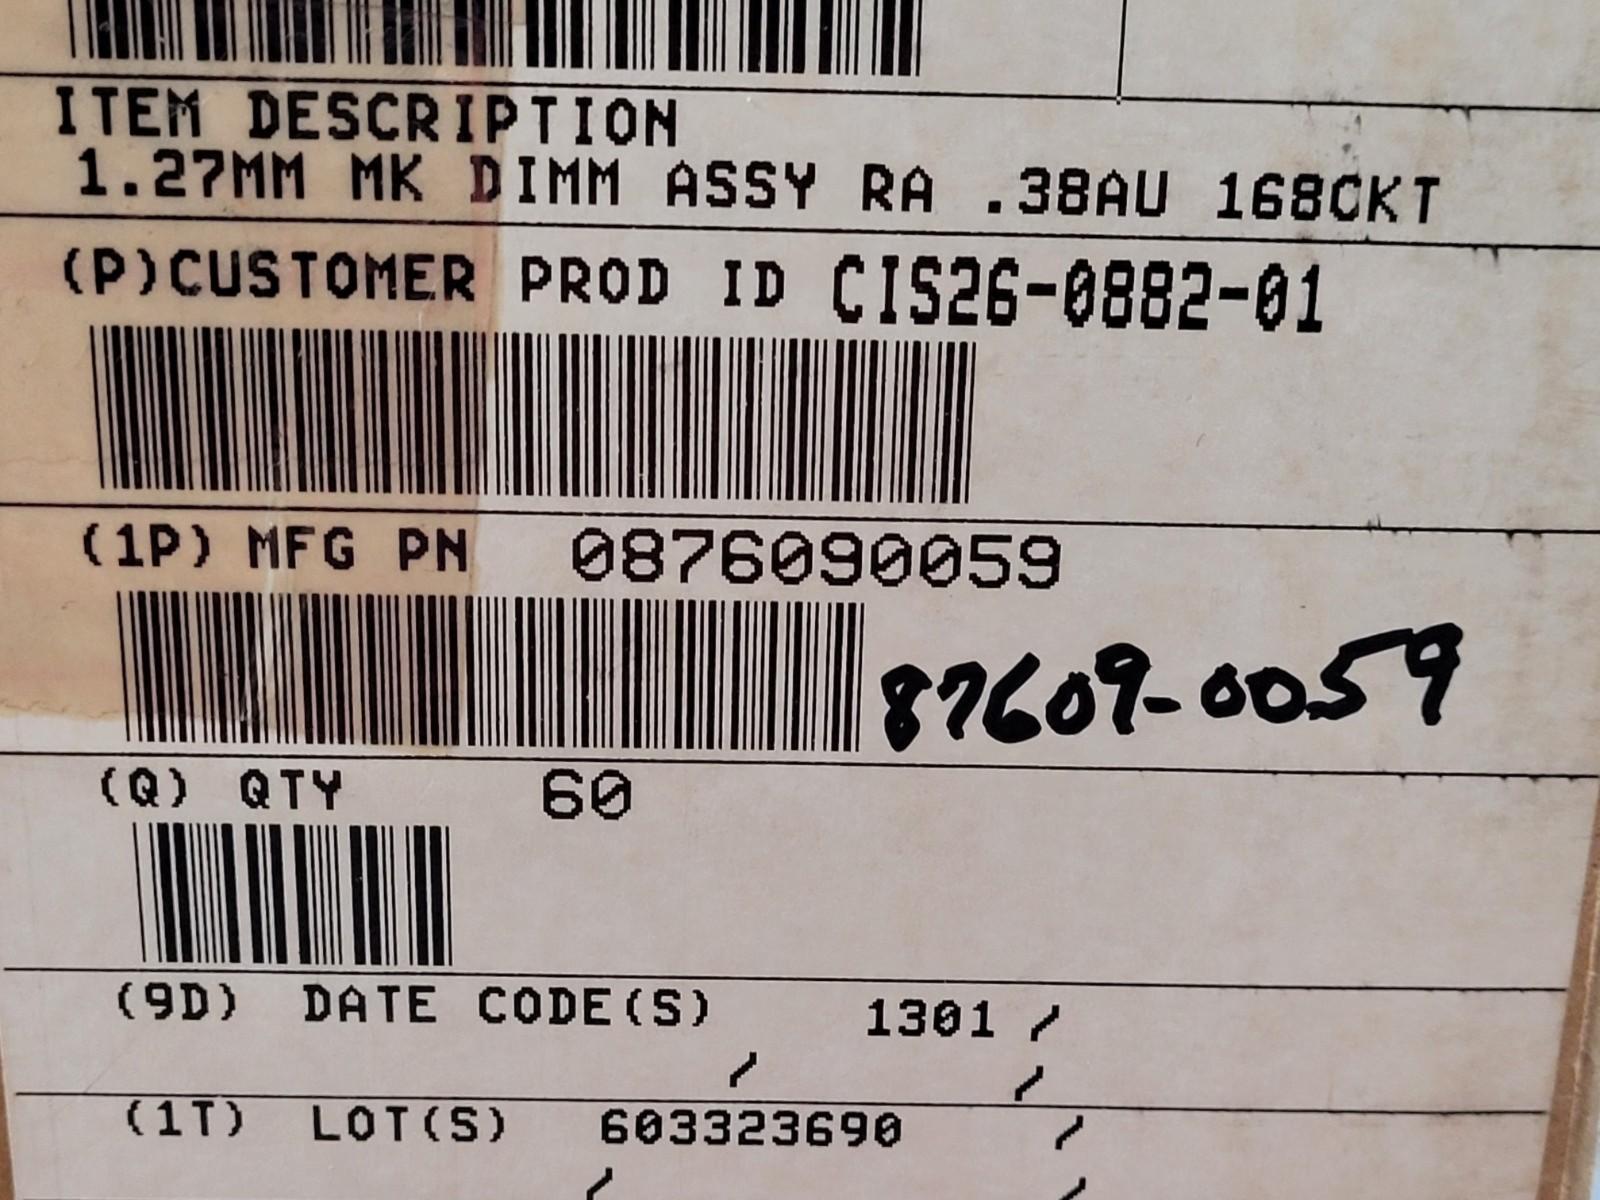 ITEM DESCRIPTION
1.27MM MK DIMM ASSY RA .38AU 168CKT
(P)CUSTOMER PROD ID CIS26-0882-01
(1P) MFG PN 0876090059
87609-0059
(Q) QTY 60
(9D) DATE CODE(S) 1301 /
/ /
(1T) LOT(S) 603323690 /
/ /